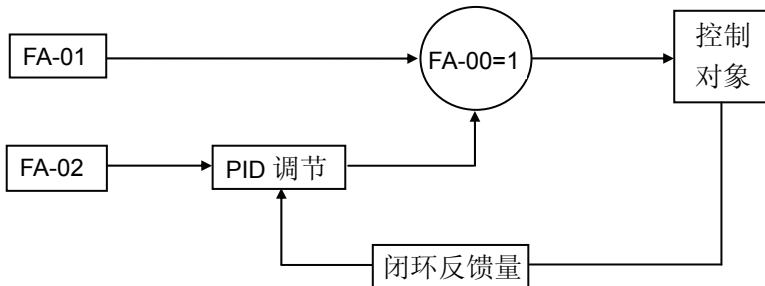 FA-01
FA-00=1
控制
对象
FA-02
PID 调节
闭环反馈量